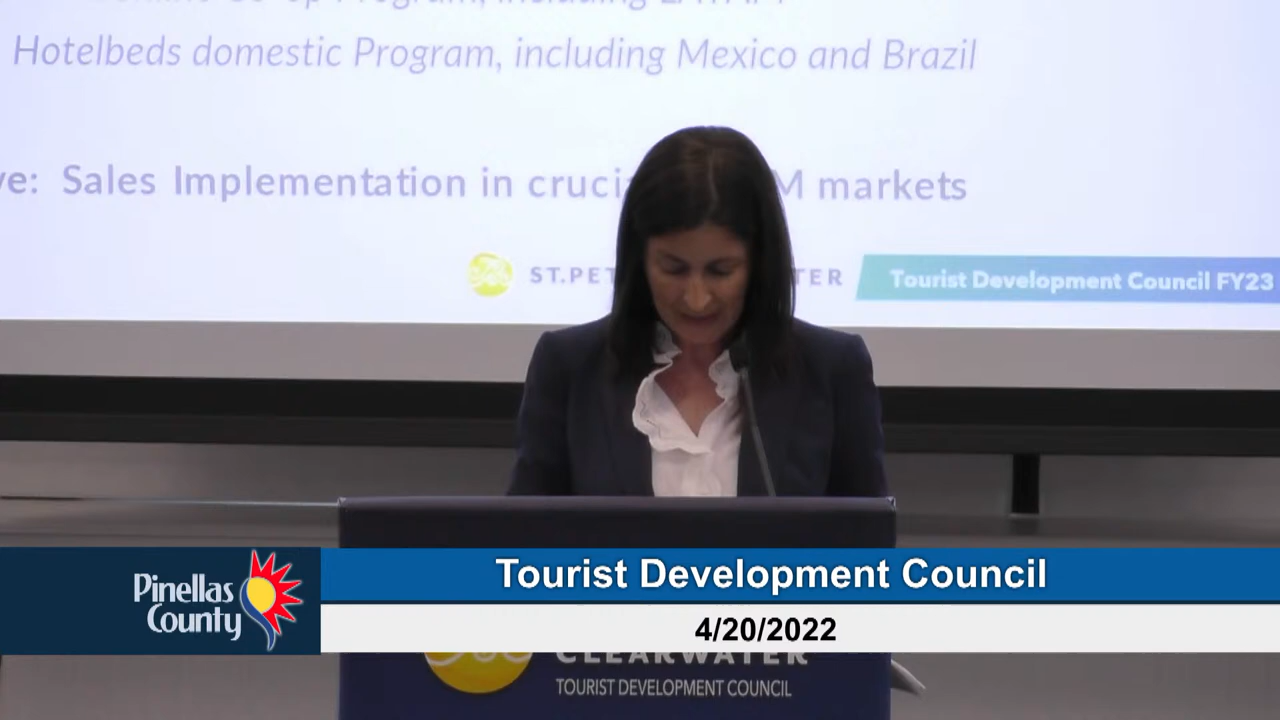 Hotelbeds domestic Program, including Mexico and Brazil
ve: Sales Implementation in cruci M markets
ST.PET TER
Tourist Development Council FY23
Tourist Development Council
Pinellas
County
4/20/2022
CLEARWATER
TOURIST DEVELOPMENT COUNCIL